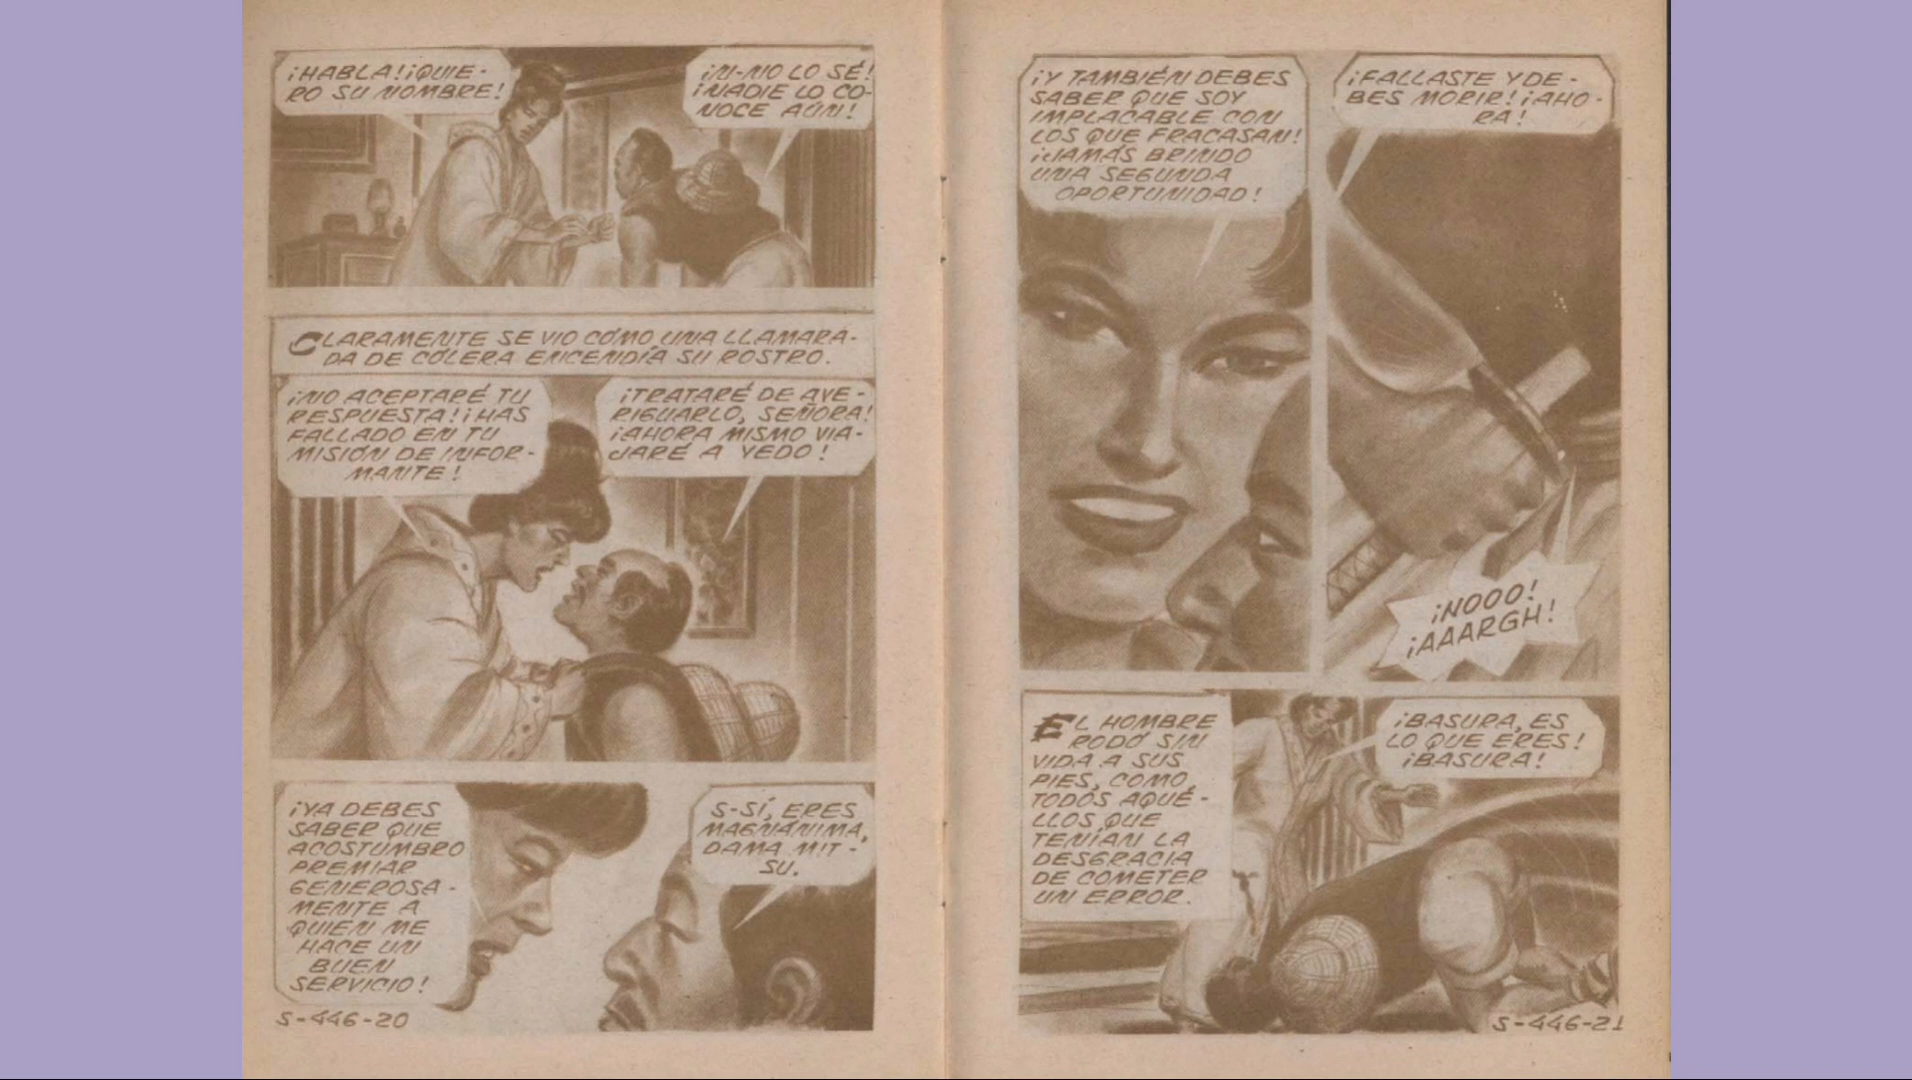 ¡HABLA! ¡QUIE-
RO SU NOMBRE!
¡N-NO LO SÉ!
¡NADIE LO CO-
NOCE AÚN!
CLARAMENTE SE VIO CÓMO UNA LLAMARA-
DA DE CÓLERA ENCENDÍA SU ROSTRO.
¡NO ACEPTARÉ TU
RESPUESTA! ¡HAS
FALLADO EN TU
MISIÓN DE INFOR-
MANTE!
¡TRATARÉ DE AVE-
RIGUARLO, SEÑORA!
¡AHORA MISMO VIA-
JARÉ A YEDO!
¡YA DEBES
SABER QUE
ACOSTUMBRO
PREMIAR
GENEROSA-
MENTE A
QUIEN ME
HACE UN
BUEN
SERVICIO!
S-SÍ, ERES
MAGNÁNIMA,
DAMA MIT-
SU.
S-446-20
¡Y TAMBIÉN DEBES
SABER QUE SOY
IMPLACABLE CON
LOS QUE FRACASAN!
¡JAMÁS BRINDO
UNA SEGUNDA
OPORTUNIDAD!
¡FALLASTE Y DE-
BES MORIR! ¡AHO-
RA!
¡NOOO!
¡AAARGH!
EL HOMBRE
RODÓ SIN
VIDA A SUS
PIES, COMO
TODOS AQUÉ-
LLOS QUE
TENÍAN LA
DESGRACIA
DE COMETER
UN ERROR.
¡BASURA, ES
LO QUE ERES!
¡BASURA!
S-446-21